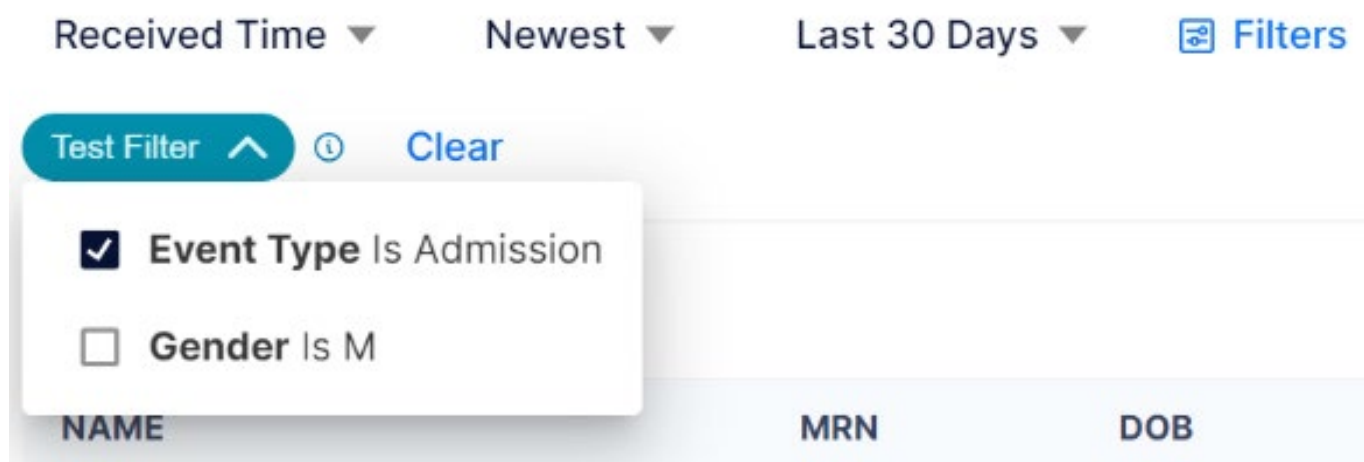 Received Time Newest Last 30 Days Filters
Test Filter Clear
Event Type Is Admission
Gender Is M
NAME MRN DOB